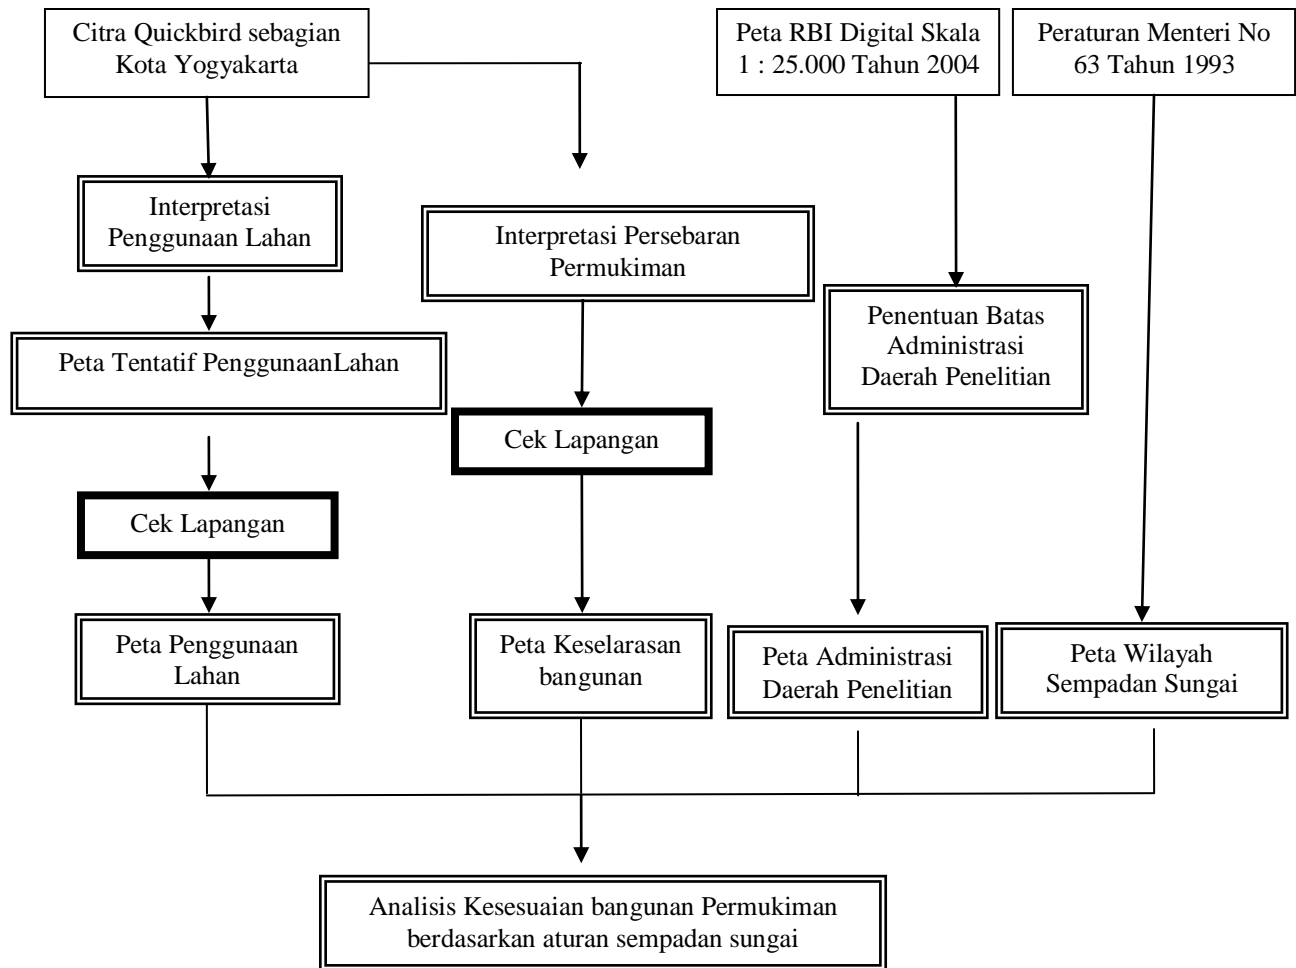 Citra Quickbird sebagian
Kota Yogyakarta
Peta RBI Digital Skala
1 : 25.000 Tahun 2004
Peraturan Menteri No
63 Tahun 1993
Interpretasi
Penggunaan Lahan
Interpretasi Persebaran
Permukiman
Penentuan Batas
Administrasi
Daerah Penelitian
Peta Tentatif PenggunaanLahan
Cek Lapangan
Cek Lapangan
Peta Penggunaan
Lahan
Peta Keselarasan
bangunan
Peta Administrasi
Daerah Penelitian
Peta Wilayah
Sempadan Sungai
Analisis Kesesuaian bangunan Permukiman
berdasarkan aturan sempadan sungai